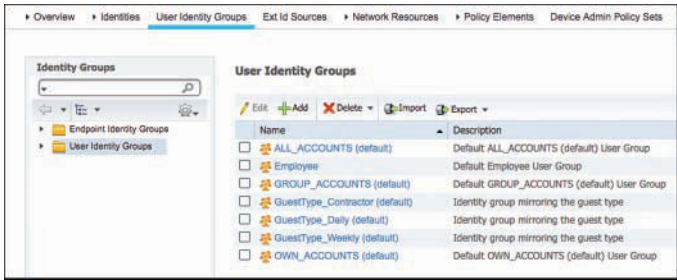 Overview Identities User Identity Groups Ext Id Sources Network Resources Policy Elements Device Admin Policy Sets
Identity Groups
User Identity Groups
Edit Add Delete Import Export
Endpoint Identity Groups
User Identity Groups
Name Description
ALL_ACCOUNTS (default) Default ALL_ACCOUNTS (default) User Group
Employee Default Employee User Group
GROUP_ACCOUNTS (default) Default GROUP_ACCOUNTS (default) User Group
GuestType_Contractor (default) Identity group mirroring the guest type
GuestType_Daily (default) Identity group mirroring the guest type
GuestType_Weekly (default) Identity group mirroring the guest type
OWN_ACCOUNTS (default) Default OWN_ACCOUNTS (default) User Group